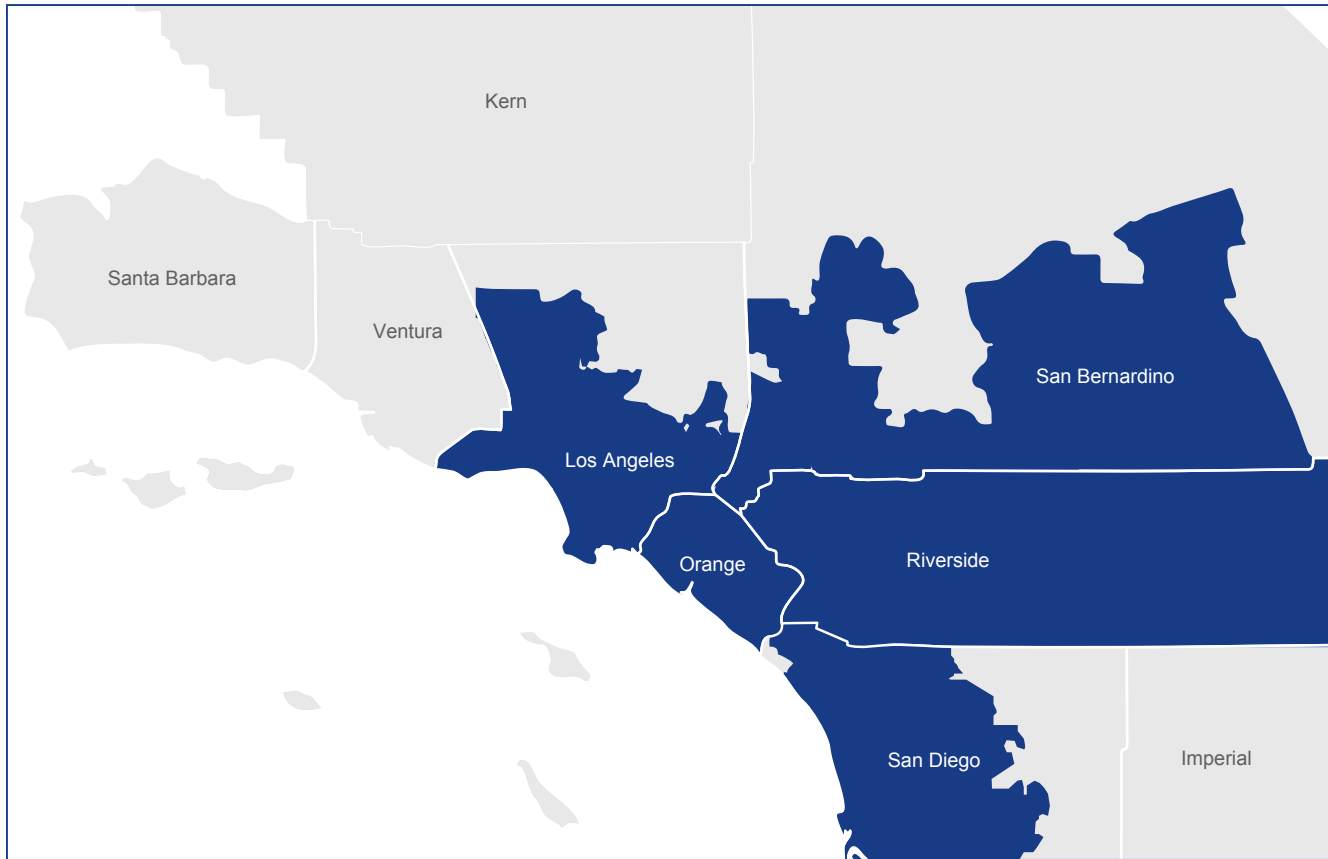 Kern
Santa Barbara
Ventura
San Bernardino
Los Angeles
Orange
Riverside
San Diego
Imperial